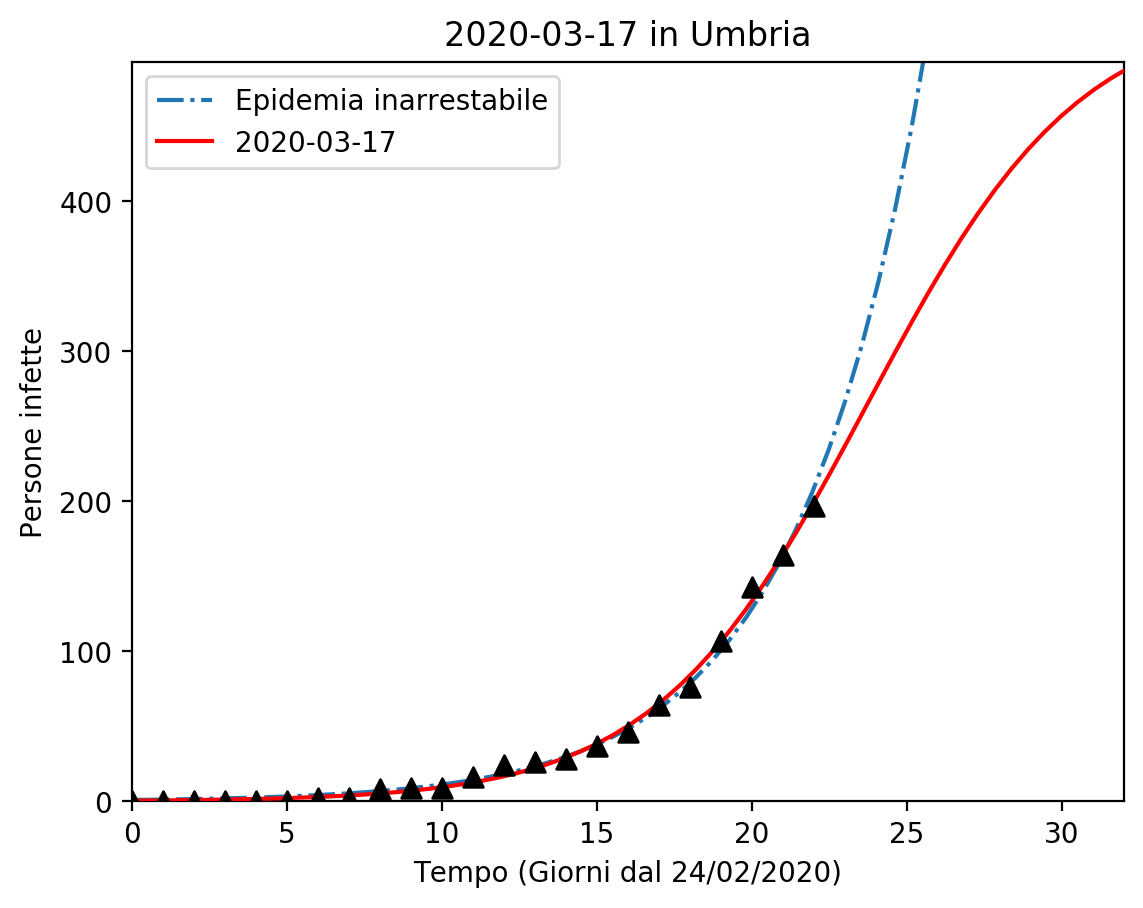 2020-03-17 in Umbria
Epidemia inarrestabile
2020-03-17
Persone infette
400
300
200
100
0
0 5 10 15 20 25 30
Tempo (Giorni dal 24/02/2020)